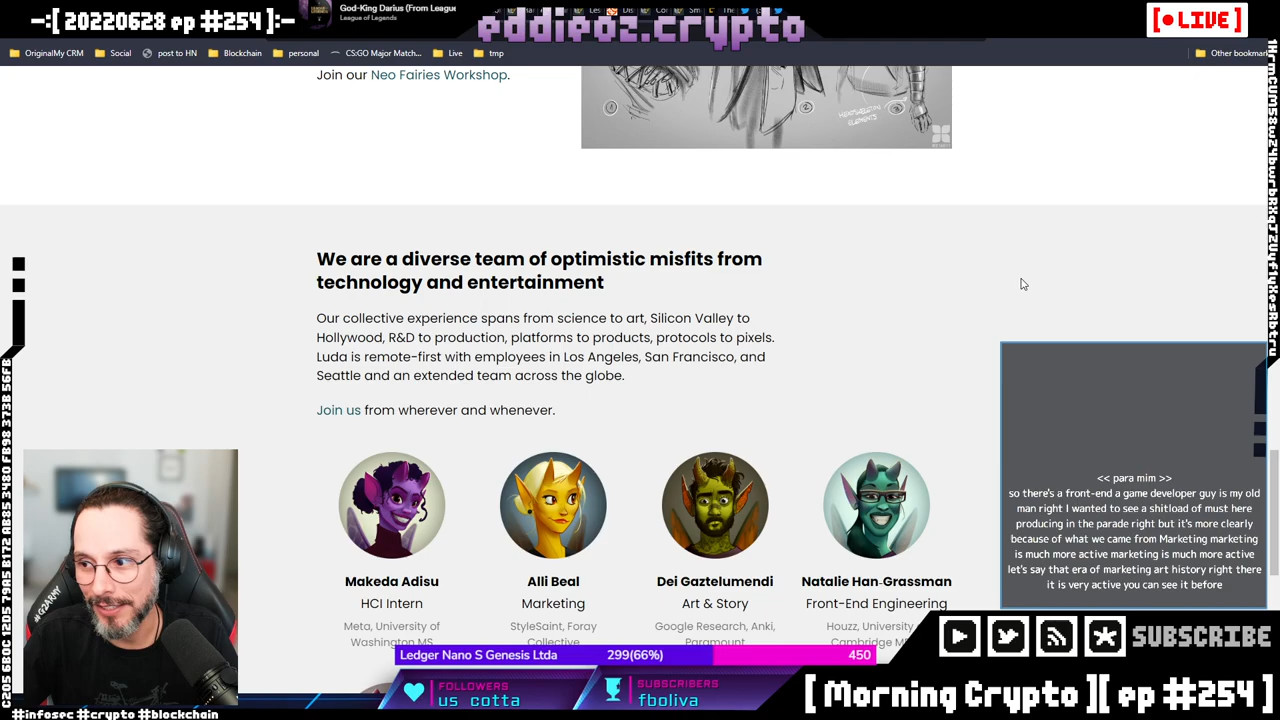 -:[ 20220628 ep #254 ]:-
God-King Darius (From Leagu
League of Legends
eddieoz.crypto
[ LIVE ]
OriginalMy CRM
Social
post to HN
Blockchain
personal
CS:GO Major Match...
Live
tmp
Other bookmar
Join our Neo Fairies Workshop.
ELEMENTS
We are a diverse team of optimistic misfits from
technology and entertainment
Our collective experience spans from science to art, Silicon Valley to
Hollywood, R&D to production, platforms to products, protocols to pixels.
Luda is remote-first with employees in Los Angeles, San Francisco, and
Seattle and an extended team across the globe.
Join us from wherever and whenever.
<< para mim >>
so there's a front-end a game developer guy is my old
man right I wanted to see a shitload of must here
producing in the parade right but it's more clearly
because of what we came from Marketing marketing
is much more active marketing is much more active
let's say that era of marketing art history right there
it is very active you can see it before
Makeda Adisu
HCI Intern
Meta, University of
Washington MS
Alli Beal
Marketing
StyleSaint, Foray
Collective
Dei Gaztelumendi
Art & Story
Google Research, Anki,
Paramount
Natalie Han-Grassman
Front-End Engineering
Houzz, University
Cambridge
#G2ARMY
Ledger Nano S Genesis Ltda
299(66%)
450
FOLLOWERS
us cotta
SUBSCRIBERS
fboliva
SUBSCRIBE
[ Morning Crypto ][ ep #254 ]
#infosec #crypto #blockchain